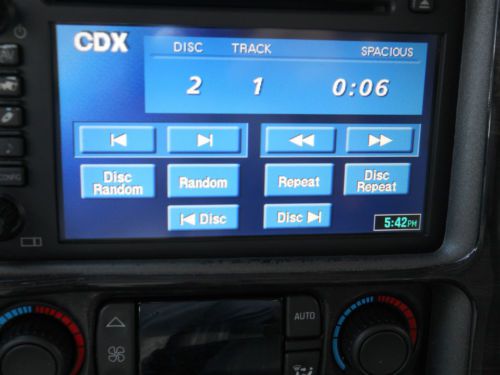 CDX
DISC TRACK SPACIOUS
2 1 0:06
Disc Random
Random
Repeat
Disc Repeat
Disc
Disc
5:42PM
CONFIG
AUTO